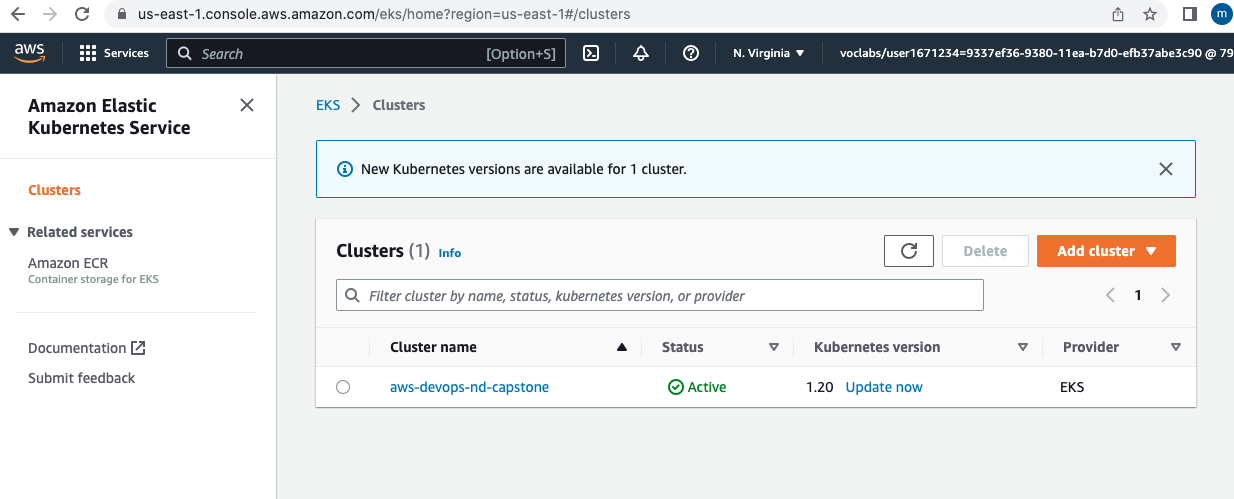 us-east-1.console.aws.amazon.com/eks/home?region=us-east-1#/clusters
m
aws
Services
Search
[Option+S]
N. Virginia
voclabs/user1671234=9337ef36-9380-11ea-b7d0-efb37abe3c90 @ 79
Amazon Elastic
Kubernetes Service
Clusters
Related services
Amazon ECR
Container storage for EKS
Documentation
Submit feedback
EKS
Clusters
New Kubernetes versions are available for 1 cluster.
Clusters (1) Info
Delete
Add cluster
Filter cluster by name, status, kubernetes version, or provider
1
Cluster name
Status
Kubernetes version
Provider
aws-devops-nd-capstone
Active
1.20 Update now
EKS